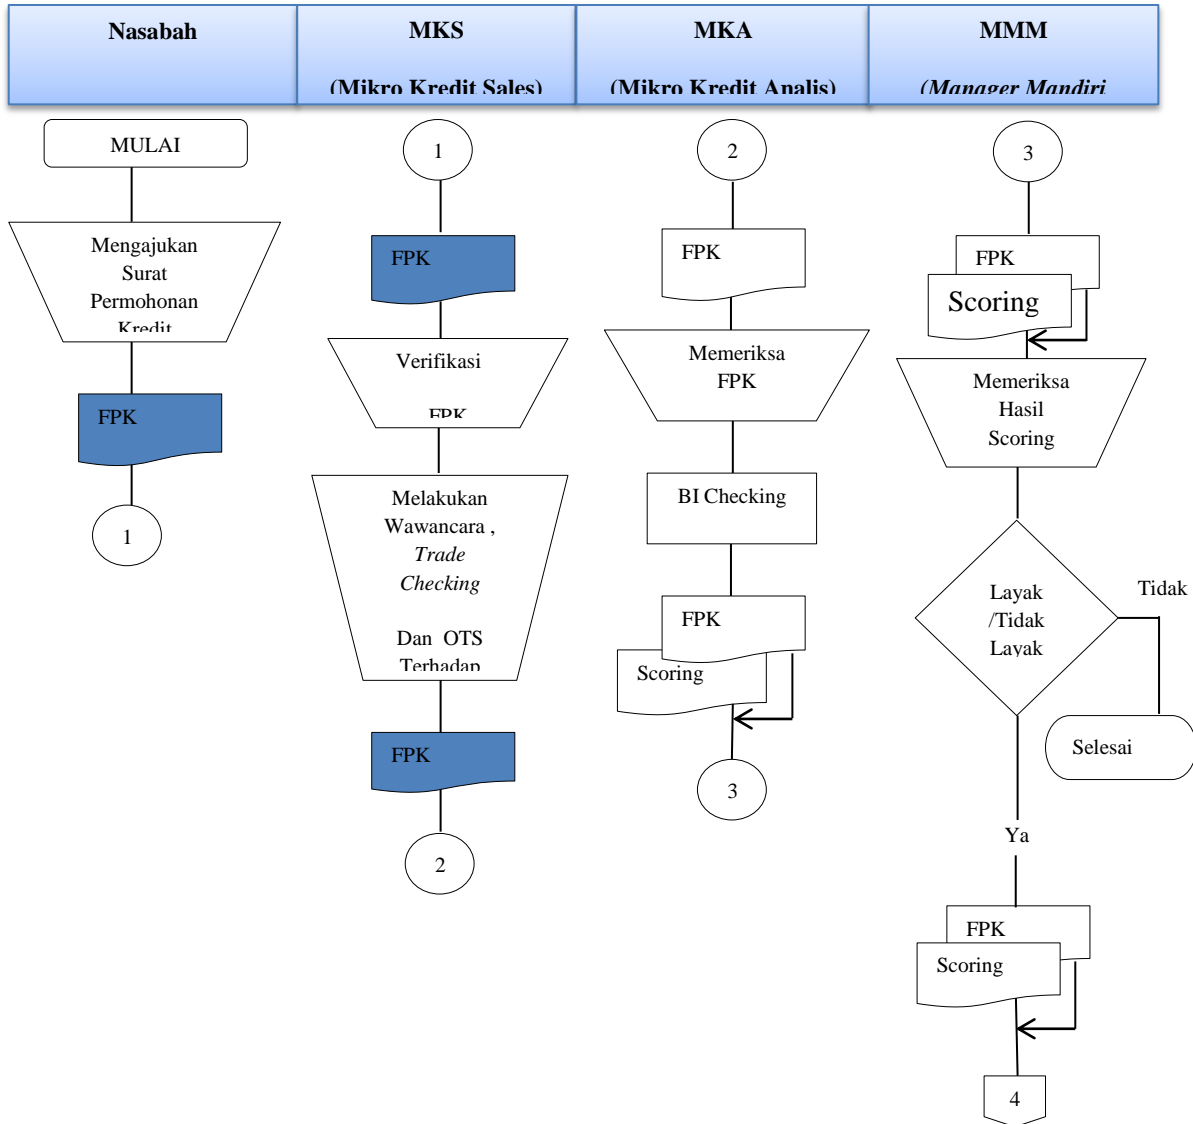 Nasabah
MKS
(Mikro Kredit Sales)
MKA
(Mikro Kredit Analis)
MMM
(Manager Mandiri
MULAI
Mengajukan
Surat
Permohonan
Kredit
FPK
1
1
FPK
Verifikasi
FPK
Melakukan
Wawancara ,
Trade
Checking
Dan OTS
Terhadap
FPK
2
2
FPK
Memeriksa
FPK
BI Checking
FPK
Scoring
3
3
FPK
Scoring
Memeriksa
Hasil
Scoring
Layak
/Tidak
Layak
Tidak
Selesai
Ya
FPK
Scoring
4